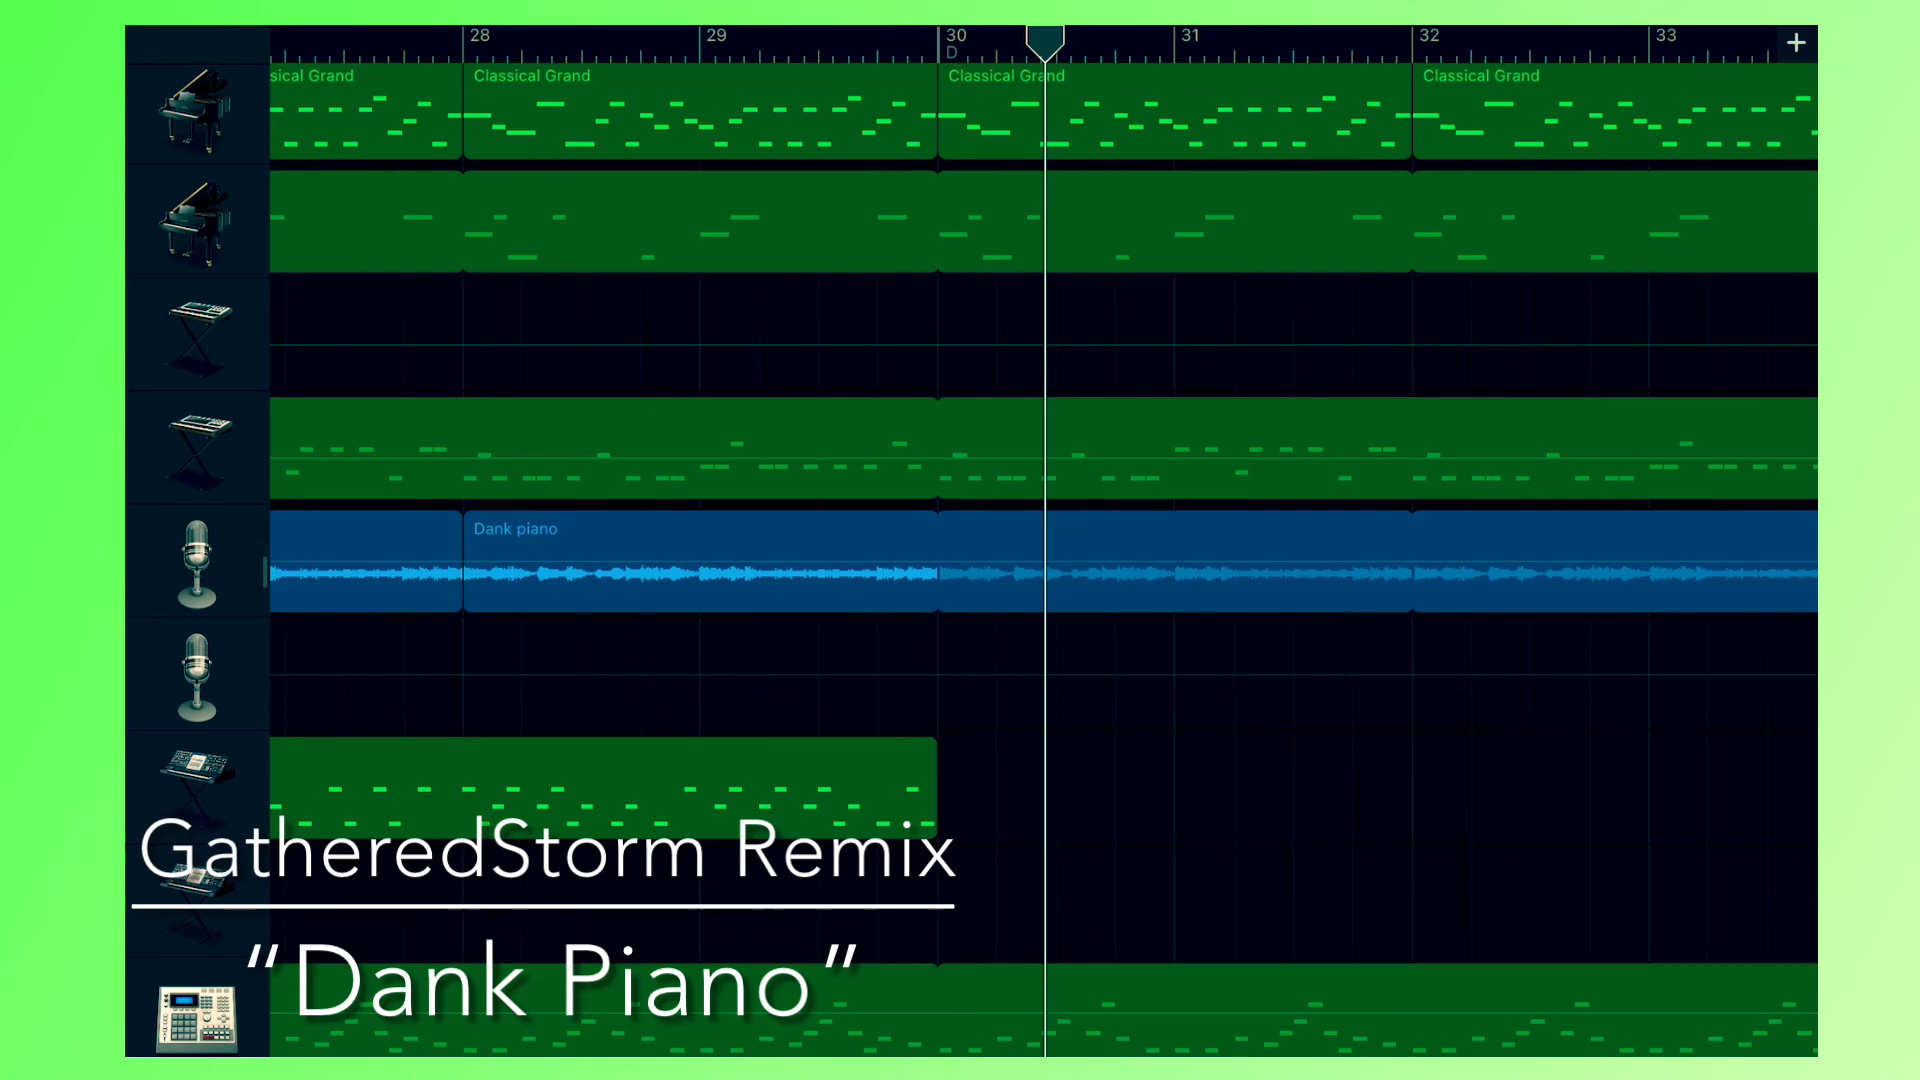 28 29 30 31 32 33 +
D
sical Grand Classical Grand Classical Grand Classical Grand
Dank piano
GatheredStorm Remix
“Dank Piano”